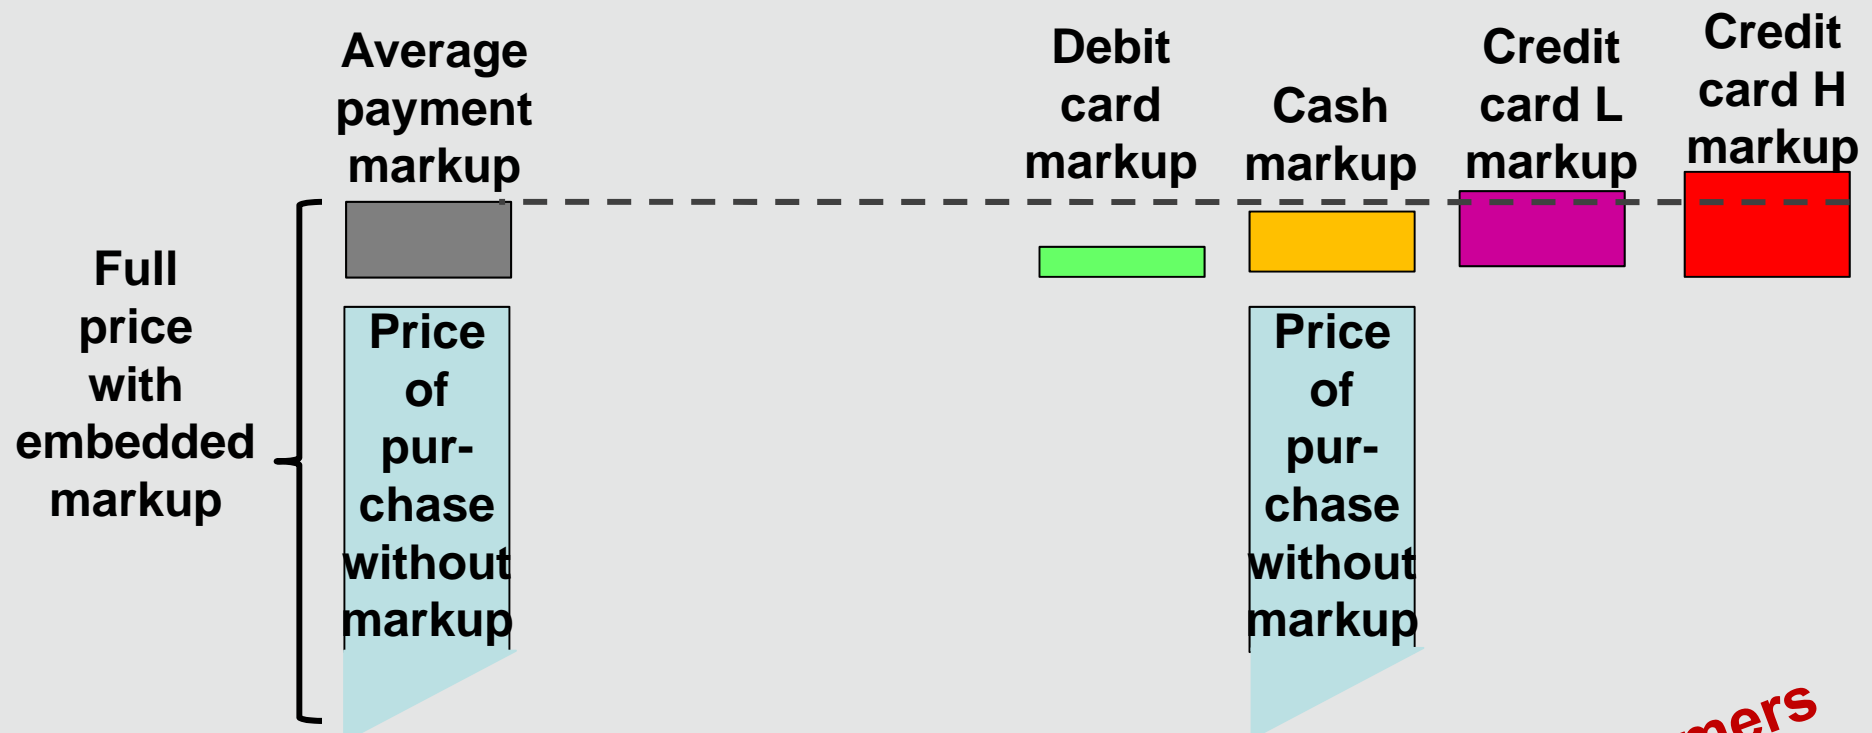 Average
payment
markup
Debit
card
markup
Cash
markup
Credit
card L
markup
Credit
card H
markup
Full
price
with
embedded
markup
Price
of
pur-
chase
without
markup
Price
of
pur-
chase
without
markup